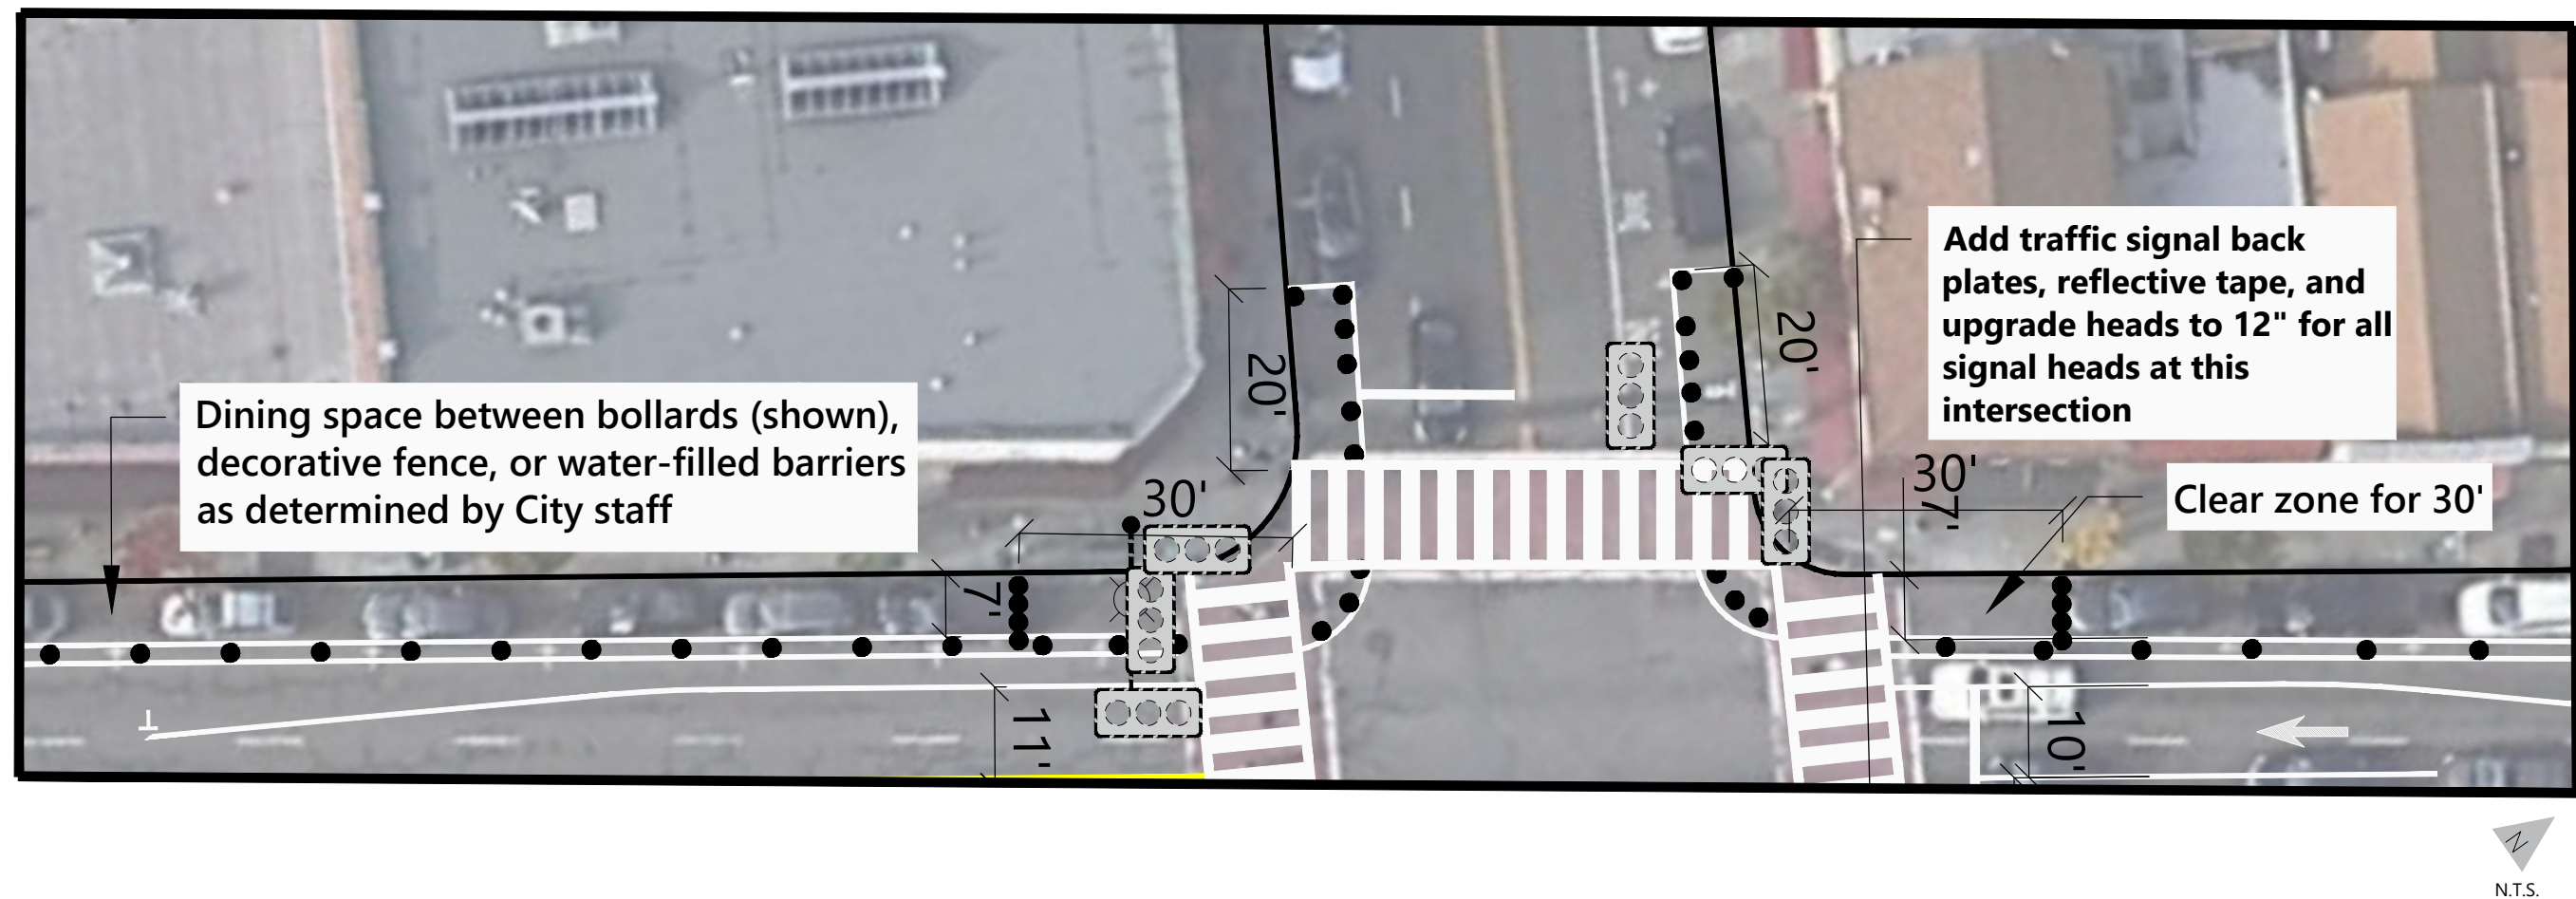 Add traffic signal back
plates, reflective tape, and
upgrade heads to 12" for all
signal heads at this
intersection
Dining space between bollards (shown),
decorative fence, or water-filled barriers
as determined by City staff
20'
20'
30'
30'
7'
Clear zone for 30'
7'
11'
10'
N
N.T.S.